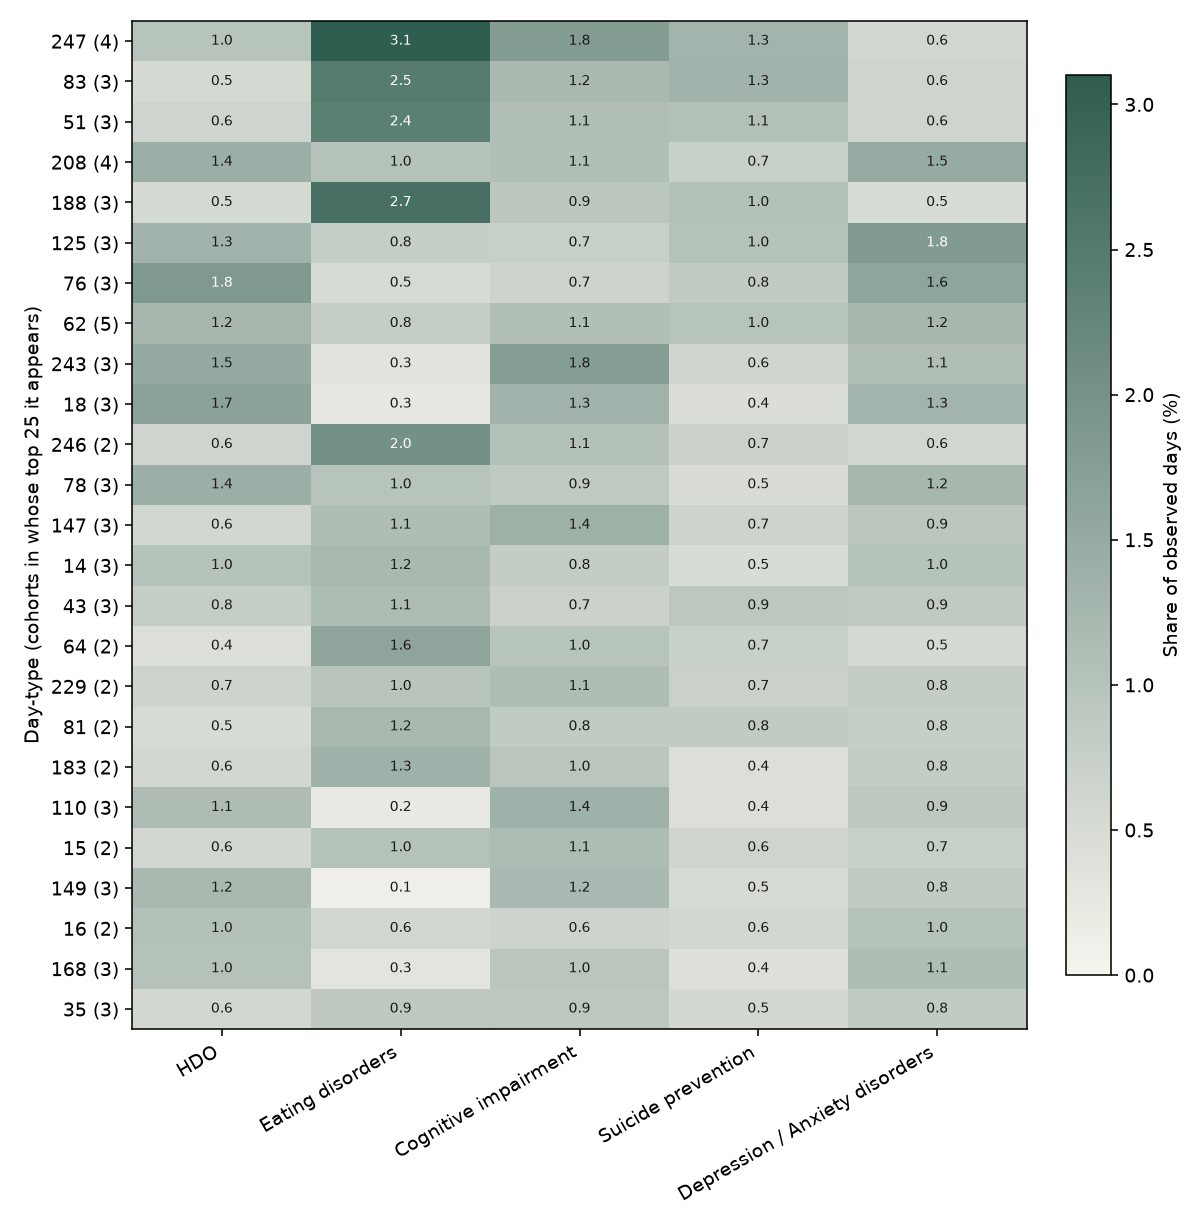 247 (4) 1.0 3.1 1.8 1.3 0.6
83 (3) 0.5 2.5 1.2 1.3 0.6
51 (3) 0.6 2.4 1.1 1.1 0.6
208 (4) 1.4 1.0 1.1 0.7 1.5
188 (3) 0.5 2.7 0.9 1.0 0.5
125 (3) 1.3 0.8 0.7 1.0 1.8
76 (3) 1.8 0.5 0.7 0.8 1.6
62 (5) 1.2 0.8 1.1 1.0 1.2
243 (3) 1.5 0.3 1.8 0.6 1.1
18 (3) 1.7 0.3 1.3 0.4 1.3
246 (2) 0.6 2.0 1.1 0.7 0.6
78 (3) 1.4 1.0 0.9 0.5 1.2
147 (3) 0.6 1.1 1.4 0.7 0.9
14 (3) 1.0 1.2 0.8 0.5 1.0
43 (3) 0.8 1.1 0.7 0.9 0.9
64 (2) 0.4 1.6 1.0 0.7 0.5
229 (2) 0.7 1.0 1.1 0.7 0.8
81 (2) 0.5 1.2 0.8 0.8 0.8
183 (2) 0.6 1.3 1.0 0.4 0.8
110 (3) 1.1 0.2 1.4 0.4 0.9
15 (2) 0.6 1.0 1.1 0.6 0.7
149 (3) 1.2 0.1 1.2 0.5 0.8
16 (2) 1.0 0.6 0.6 0.6 1.0
168 (3) 1.0 0.3 1.0 0.4 1.1
35 (3) 0.6 0.9 0.9 0.5 0.8
Day-type (cohorts in whose top 25 it appears)
HDO
Eating disorders
Cognitive impairment
Suicide prevention
Depression / Anxiety disorders
3.0
2.5
2.0
1.5
1.0
0.5
0.0
Share of observed days (%)